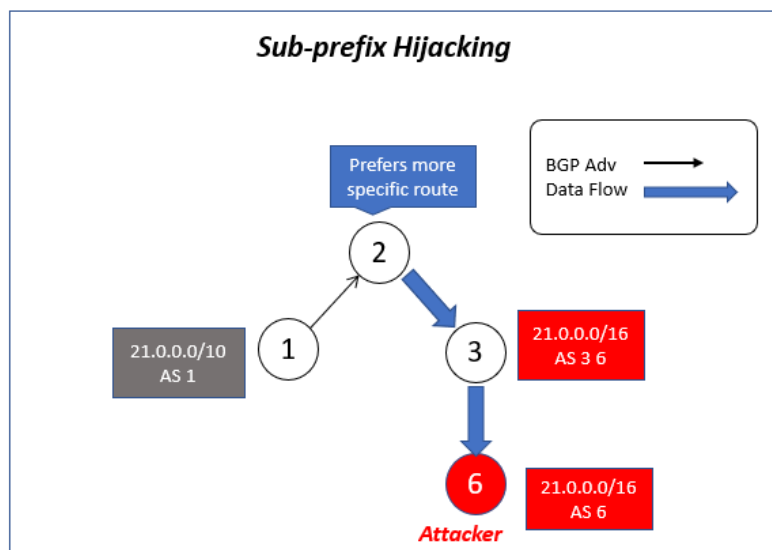 Sub-prefix Hijacking
BGP Adv
Data Flow
Prefers more
specific route
2
1
3
21.0.0.0/10
AS 1
21.0.0.0/16
AS 3 6
6
Attacker
21.0.0.0/16
AS 6